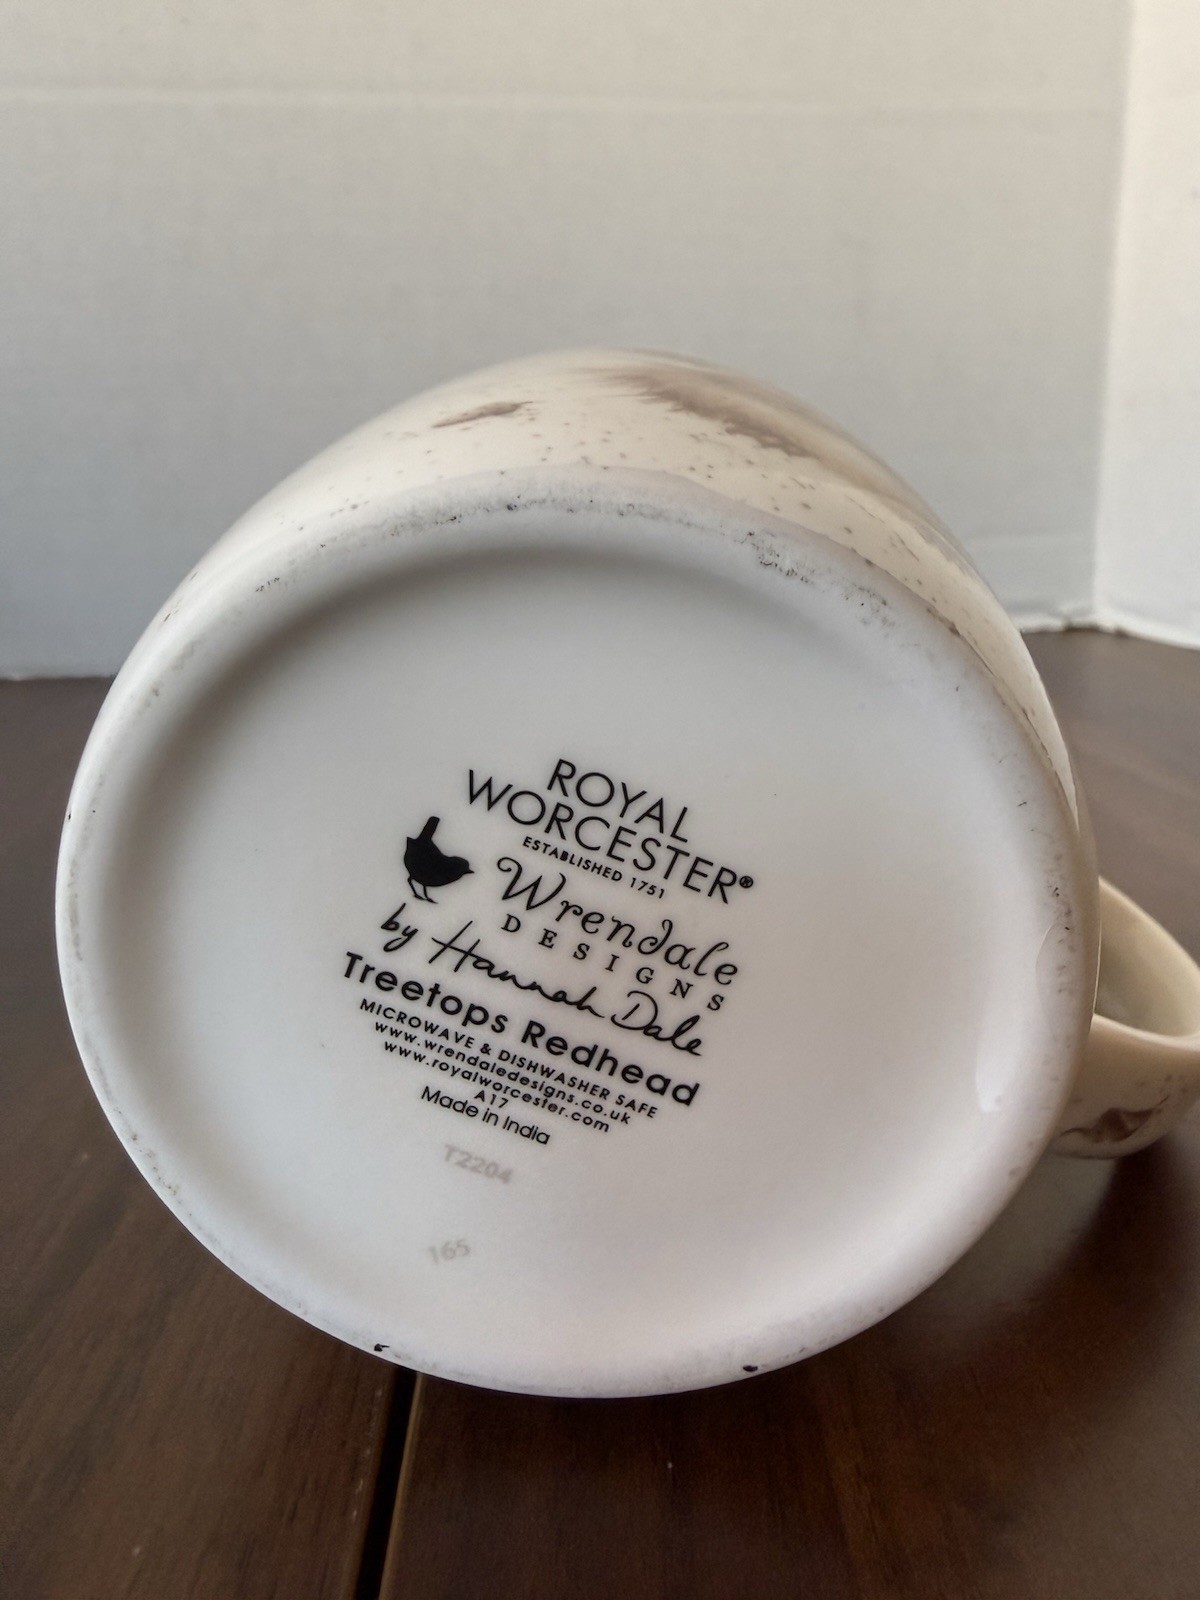 ROYAL
WORCESTER®
ESTABLISHED 1751
Wrendale
DESIGNS
by Hannah Dale
Treetops Redhead
MICROWAVE & DISHWASHER SAFE
www.wrendaledesigns.co.uk
www.royalworcester.com
A17
Made in India
T2204
165